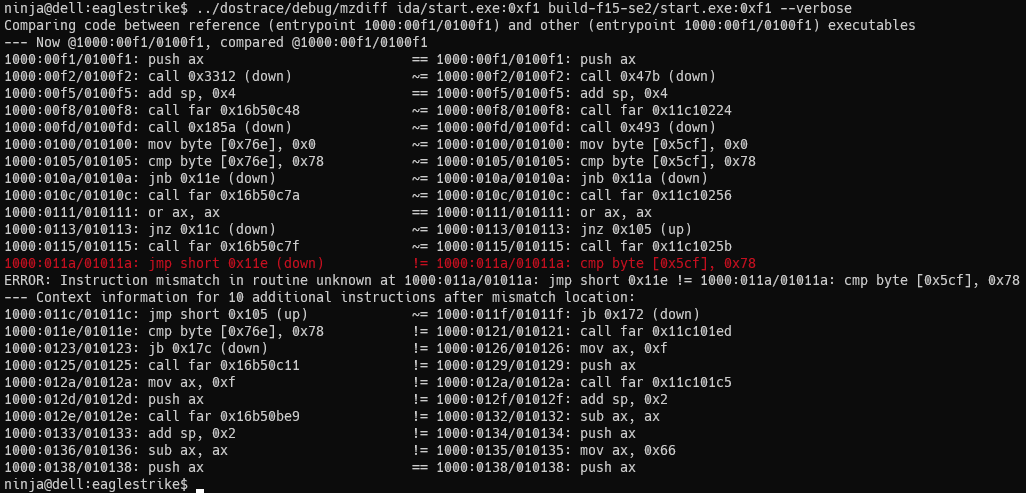 ninja@dell:eaglestrike$ ../dostrace/debug/mzdiff ida/start.exe:0xf1 build-f15-se2/start.exe:0xf1 --verbose
Comparing code between reference (entrypoint 1000:00f1/0100f1) and other (entrypoint 1000:00f1/0100f1) executables
--- Now @1000:00f1/0100f1, compared @1000:00f1/0100f1
1000:00f1/0100f1: push ax == 1000:00f1/0100f1: push ax
1000:00f2/0100f2: call 0x3312 (down) ~= 1000:00f2/0100f2: call 0x47b (down)
1000:00f5/0100f5: add sp, 0x4 == 1000:00f5/0100f5: add sp, 0x4
1000:00f8/0100f8: call far 0x16b50c48 ~= 1000:00f8/0100f8: call far 0x11c10224
1000:00fd/0100fd: call 0x185a (down) ~= 1000:00fd/0100fd: call 0x493 (down)
1000:0100/010100: mov byte [0x76e], 0x0 ~= 1000:0100/010100: mov byte [0x5cf], 0x0
1000:0105/010105: cmp byte [0x76e], 0x78 ~= 1000:0105/010105: cmp byte [0x5cf], 0x78
1000:010a/01010a: jnb 0x11e (down) ~= 1000:010a/01010a: jnb 0x11a (down)
1000:010c/01010c: call far 0x16b50c7a ~= 1000:010c/01010c: call far 0x11c10256
1000:0111/010111: or ax, ax == 1000:0111/010111: or ax, ax
1000:0113/010113: jnz 0x11c (down) ~= 1000:0113/010113: jnz 0x105 (up)
1000:0115/010115: call far 0x16b50c7f ~= 1000:0115/010115: call far 0x11c1025b
1000:011a/01011a: jmp short 0x11e (down) != 1000:011a/01011a: cmp byte [0x5cf], 0x78
ERROR: Instruction mismatch in routine unknown at 1000:011a/01011a: jmp short 0x11e != 1000:011a/01011a: cmp byte [0x5cf], 0x78
--- Context information for 10 additional instructions after mismatch location:
1000:011c/01011c: jmp short 0x105 (up) ~= 1000:011f/01011f: jb 0x172 (down)
1000:011e/01011e: cmp byte [0x76e], 0x78 != 1000:0121/010121: call far 0x11c101ed
1000:0123/010123: jb 0x17c (down) != 1000:0126/010126: mov ax, 0xf
1000:0125/010125: call far 0x16b50c11 != 1000:0129/010129: push ax
1000:012a/01012a: mov ax, 0xf != 1000:012a/01012a: call far 0x11c101c5
1000:012d/01012d: push ax != 1000:012f/01012f: add sp, 0x2
1000:012e/01012e: call far 0x16b50be9 != 1000:0132/010132: sub ax, ax
1000:0133/010133: add sp, 0x2 != 1000:0134/010134: push ax
1000:0136/010136: sub ax, ax != 1000:0135/010135: mov ax, 0x66
1000:0138/010138: push ax == 1000:0138/010138: push ax
ninja@dell:eaglestrike$